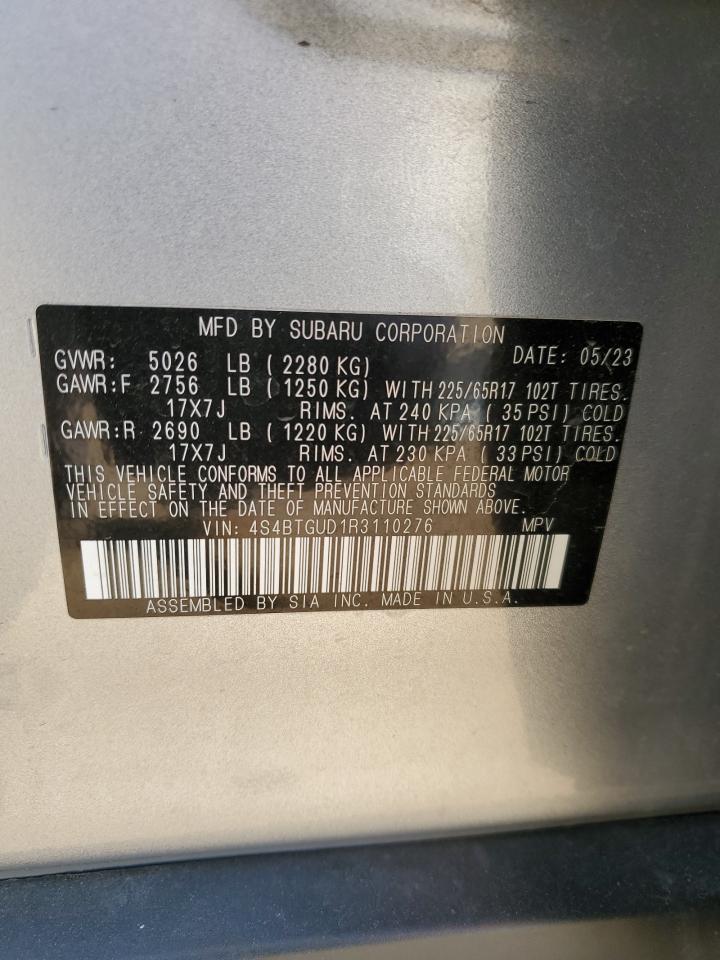 MFD BY SUBARU CORPORATION
GVWR: 5026 LB ( 2280 KG) DATE: 05/23
GAWR:F 2756 LB ( 1250 KG) WITH 225/65R17 102T TIRES.
17X7J RIMS. AT 240 KPA ( 35 PSI) COLD
GAWR:R 2690 LB ( 1220 KG) WITH 225/65R17 102T TIRES.
17X7J RIMS. AT 230 KPA ( 33 PSI) COLD
THIS VEHICLE CONFORMS TO ALL APPLICABLE FEDERAL MOTOR
VEHICLE SAFETY AND THEFT PREVENTION STANDARDS
IN EFFECT ON THE DATE OF MANUFACTURE SHOWN ABOVE.
VIN: 4S4BTGUD1R3110276 MPV
ASSEMBLED BY SIA INC. MADE IN U.S.A.